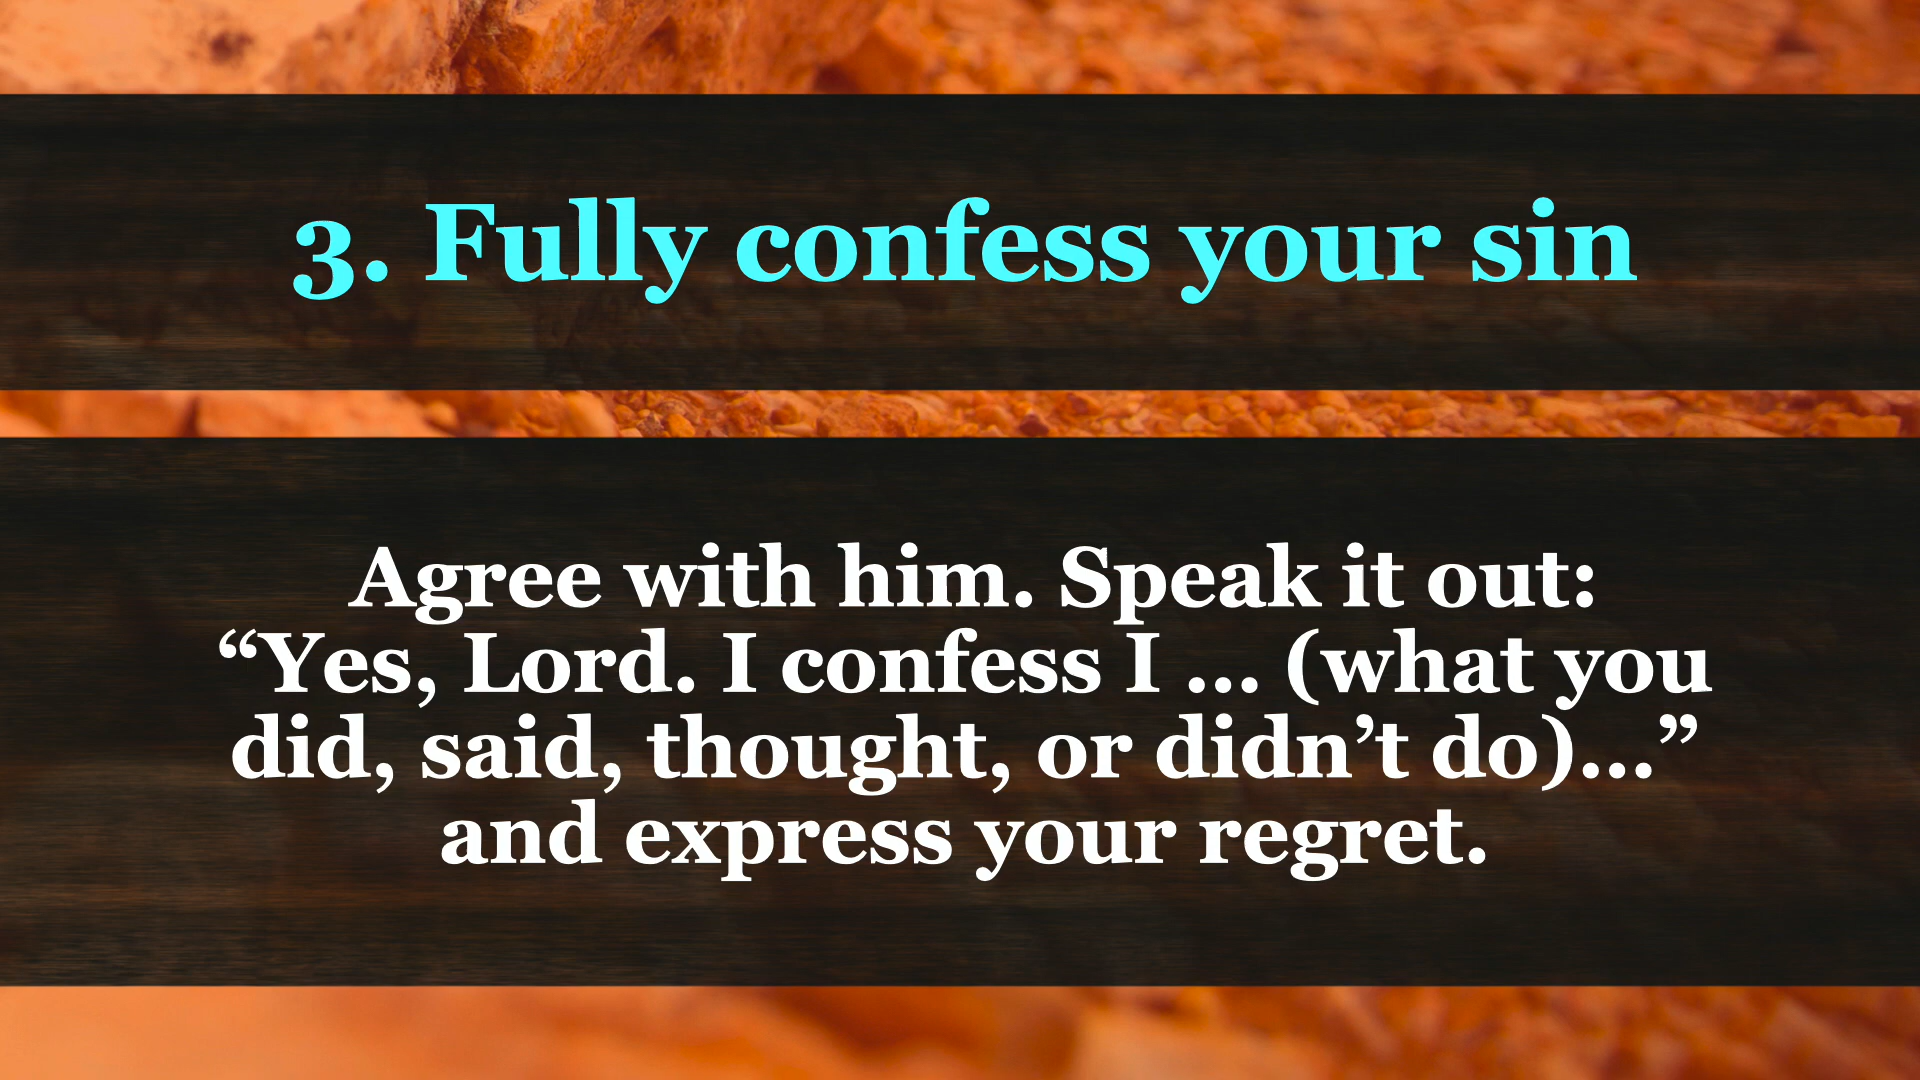 3. Fully confess your sin
Agree with him. Speak it out:
“Yes, Lord. I confess I ... (what you
did, said, thought, or didn’t do)...”
and express your regret.